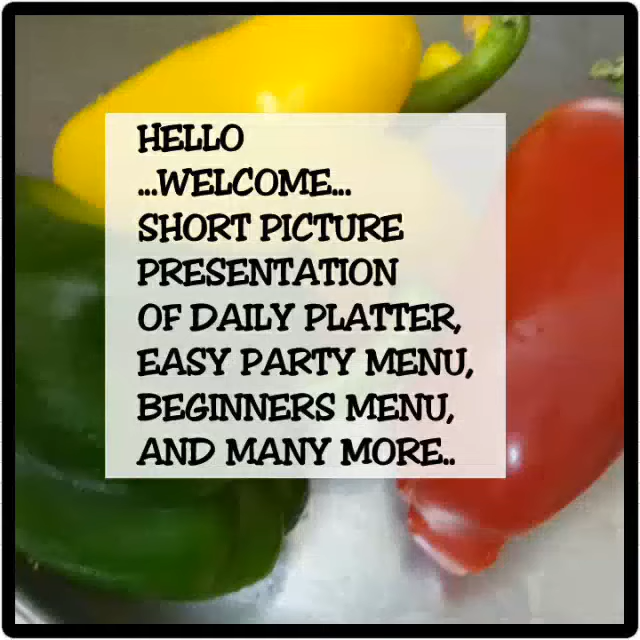 HELLO
...WELCOME...
SHORT PICTURE
PRESENTATION
OF DAILY PLATTER,
EASY PARTY MENU,
BEGINNERS MENU,
AND MANY MORE..